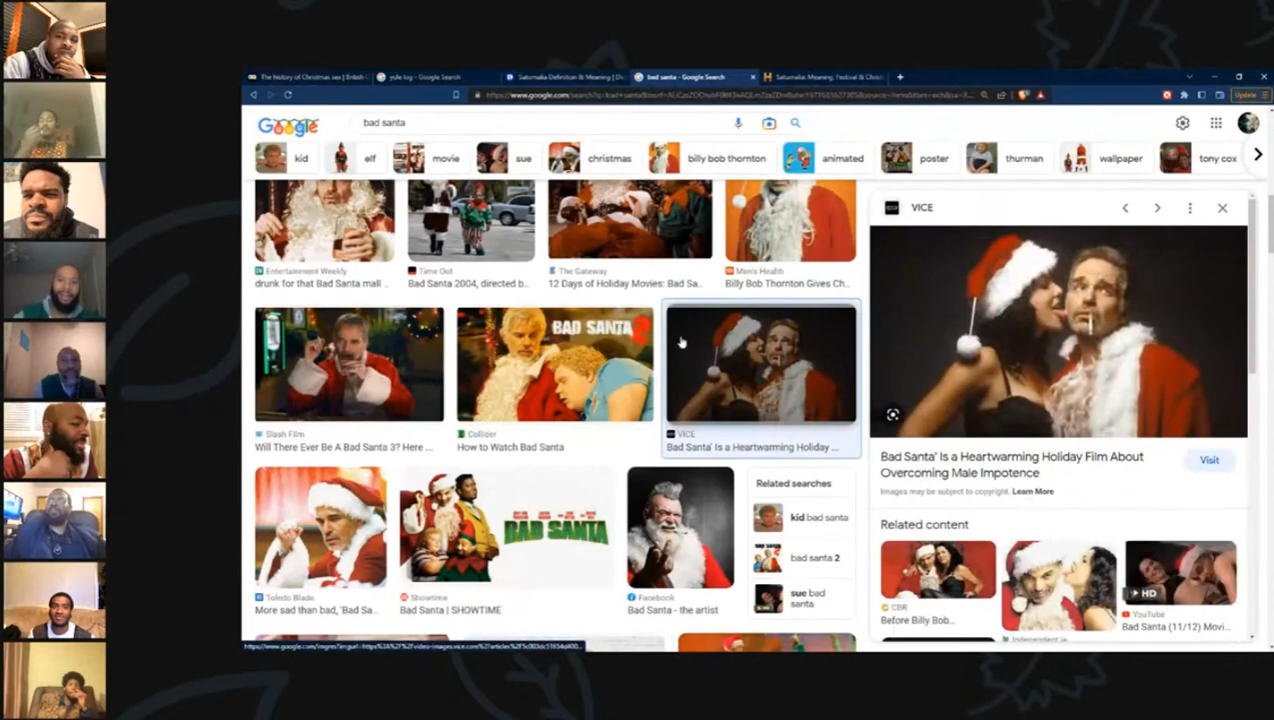 The history of Christmas sex | British G
yule log - Google Search
Saturnalia Definition & Meaning | Di
bad santa - Google Search
Saturnalia: Meaning, Festival & Christ
Update
Google
bad santa
kid
elf
movie
sue
christmas
billy bob thornton
animated
poster
thurman
wallpaper
tony cox
Entertainment Weekly
drunk for that Bad Santa mall ...
Time Out
Bad Santa 2004, directed b...
The Gateway
12 Days of Holiday Movies: Bad Sa...
Men's Health
Billy Bob Thornton Gives Ch...
BAD SANTA 2
Slash Film
Will There Ever Be A Bad Santa 3? Here ...
Collider
How to Watch Bad Santa
VICE
Bad Santa' Is a Heartwarming Holiday ...
BAD SANTA
Toledo Blade
More sad than bad, 'Bad Sa...
Showtime
Bad Santa | SHOWTIME
Facebook
Bad Santa - the artist
Related searches
kid bad santa
bad santa 2
sue bad
santa
VICE
Bad Santa' Is a Heartwarming Holiday Film About
Overcoming Male Impotence
Visit
Images may be subject to copyright. Learn More
Related content
CBR
Before Billy Bob...
Independent.ie
HD
YouTube
Bad Santa (11/12) Movi...